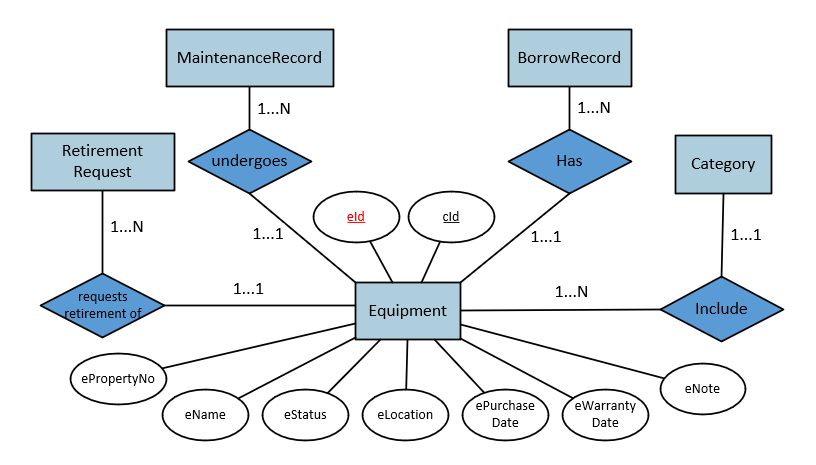 MaintenanceRecord
BorrowRecord
1...N
1...N
Retirement
Request
undergoes
Has
Category
eId
cId
1...N
1...1
1...1
1...1
requests
retirement of
1...1
Equipment
1...N
Include
ePropertyNo
eName
eStatus
eLocation
ePurchase
Date
eWarranty
Date
eNote